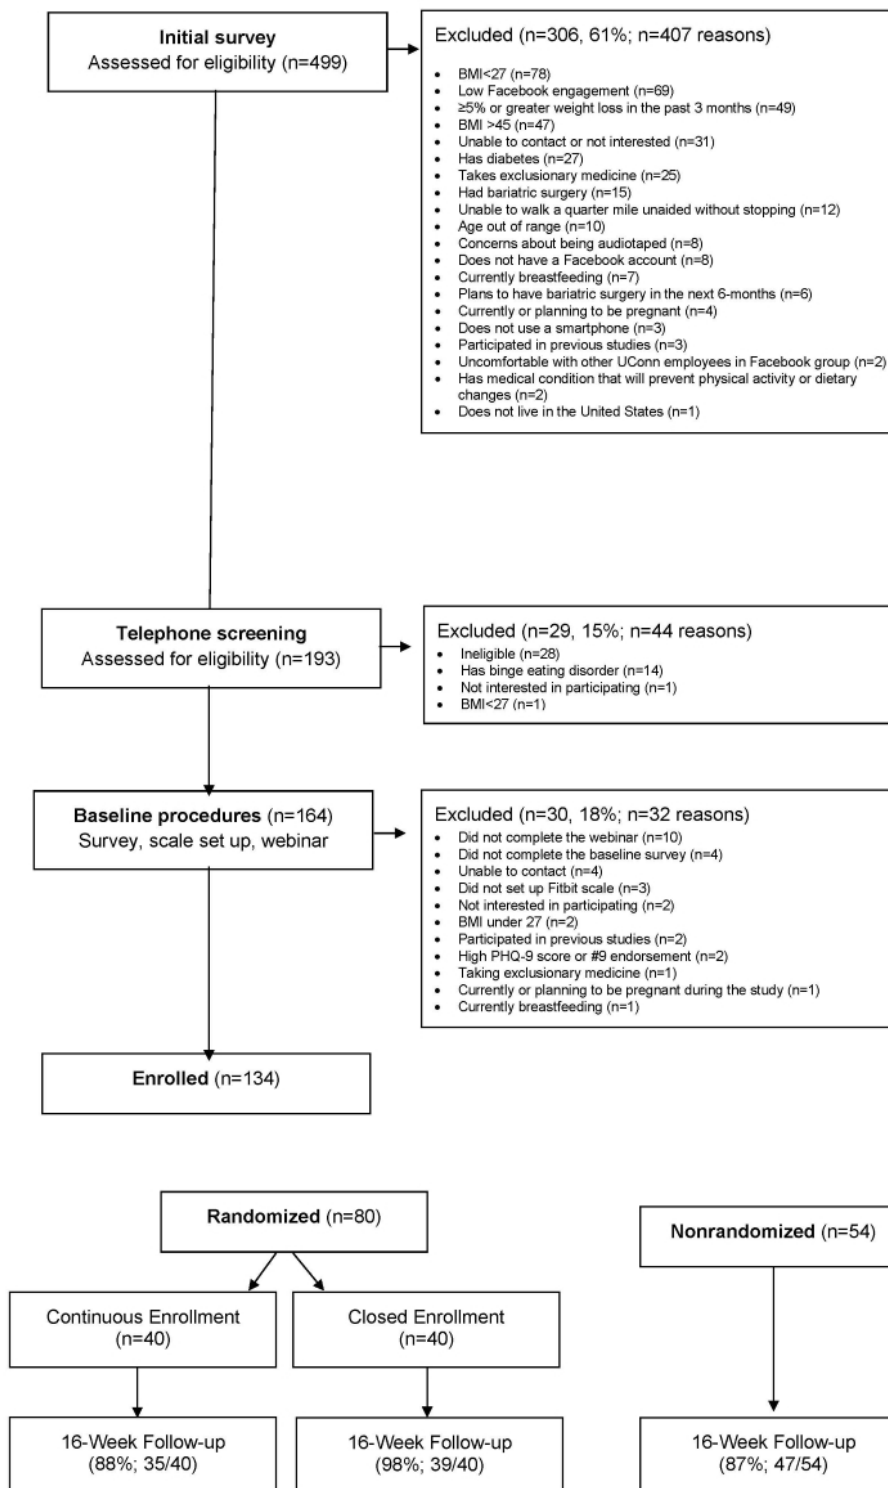 Initial survey
Assessed for eligibility (n=499)
Excluded (n=306, 61%; n=407 reasons)
• BMI<27 (n=78)
• Low Facebook engagement (n=69)
• ≥5% or greater weight loss in the past 3 months (n=49)
• BMI >45 (n=47)
• Unable to contact or not interested (n=31)
• Has diabetes (n=27)
• Takes exclusionary medicine (n=25)
• Had bariatric surgery (n=15)
• Unable to walk a quarter mile unaided without stopping (n=12)
• Age out of range (n=10)
• Concerns about being audiotaped (n=8)
• Does not have a Facebook account (n=8)
• Currently breastfeeding (n=7)
• Plans to have bariatric surgery in the next 6-months (n=6)
• Currently or planning to be pregnant (n=4)
• Does not use a smartphone (n=3)
• Participated in previous studies (n=3)
• Uncomfortable with other UConn employees in Facebook group (n=2)
• Has medical condition that will prevent physical activity or dietary
changes (n=2)
• Does not live in the United States (n=1)
Telephone screening
Assessed for eligibility (n=193)
Excluded (n=29, 15%; n=44 reasons)
• Ineligible (n=28)
• Has binge eating disorder (n=14)
• Not interested in participating (n=1)
• BMI<27 (n=1)
Baseline procedures (n=164)
Survey, scale set up, webinar
Excluded (n=30, 18%; n=32 reasons)
• Did not complete the webinar (n=10)
• Did not complete the baseline survey (n=4)
• Unable to contact (n=4)
• Did not set up Fitbit scale (n=3)
• Not interested in participating (n=2)
• BMI under 27 (n=2)
• Participated in previous studies (n=2)
• High PHQ-9 score or #9 endorsement (n=2)
• Taking exclusionary medicine (n=1)
• Currently or planning to be pregnant during the study (n=1)
• Currently breastfeeding (n=1)
Enrolled (n=134)
Randomized (n=80)
Nonrandomized (n=54)
Continuous Enrollment
(n=40)
Closed Enrollment
(n=40)
16-Week Follow-up
(88%; 35/40)
16-Week Follow-up
(98%; 39/40)
16-Week Follow-up
(87%; 47/54)